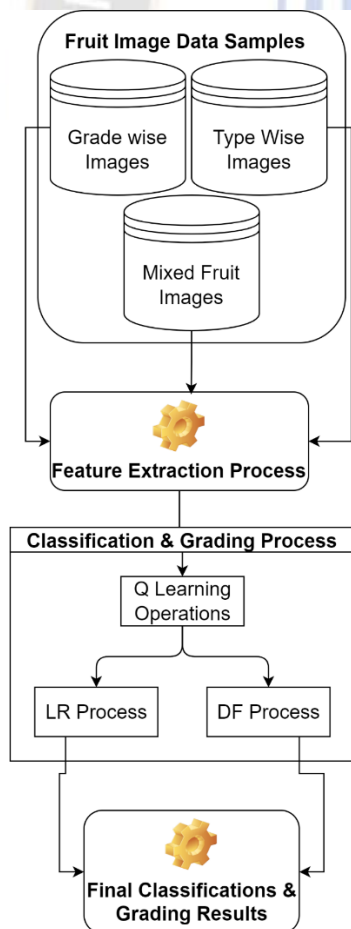 Fruit Image Data Samples
Grade wise
Images
Type Wise
Images
Mixed Fruit
Images
Feature Extraction Process
Classification & Grading Process
Q Learning
Operations
LR Process
DF Process
Final Classifications &
Grading Results